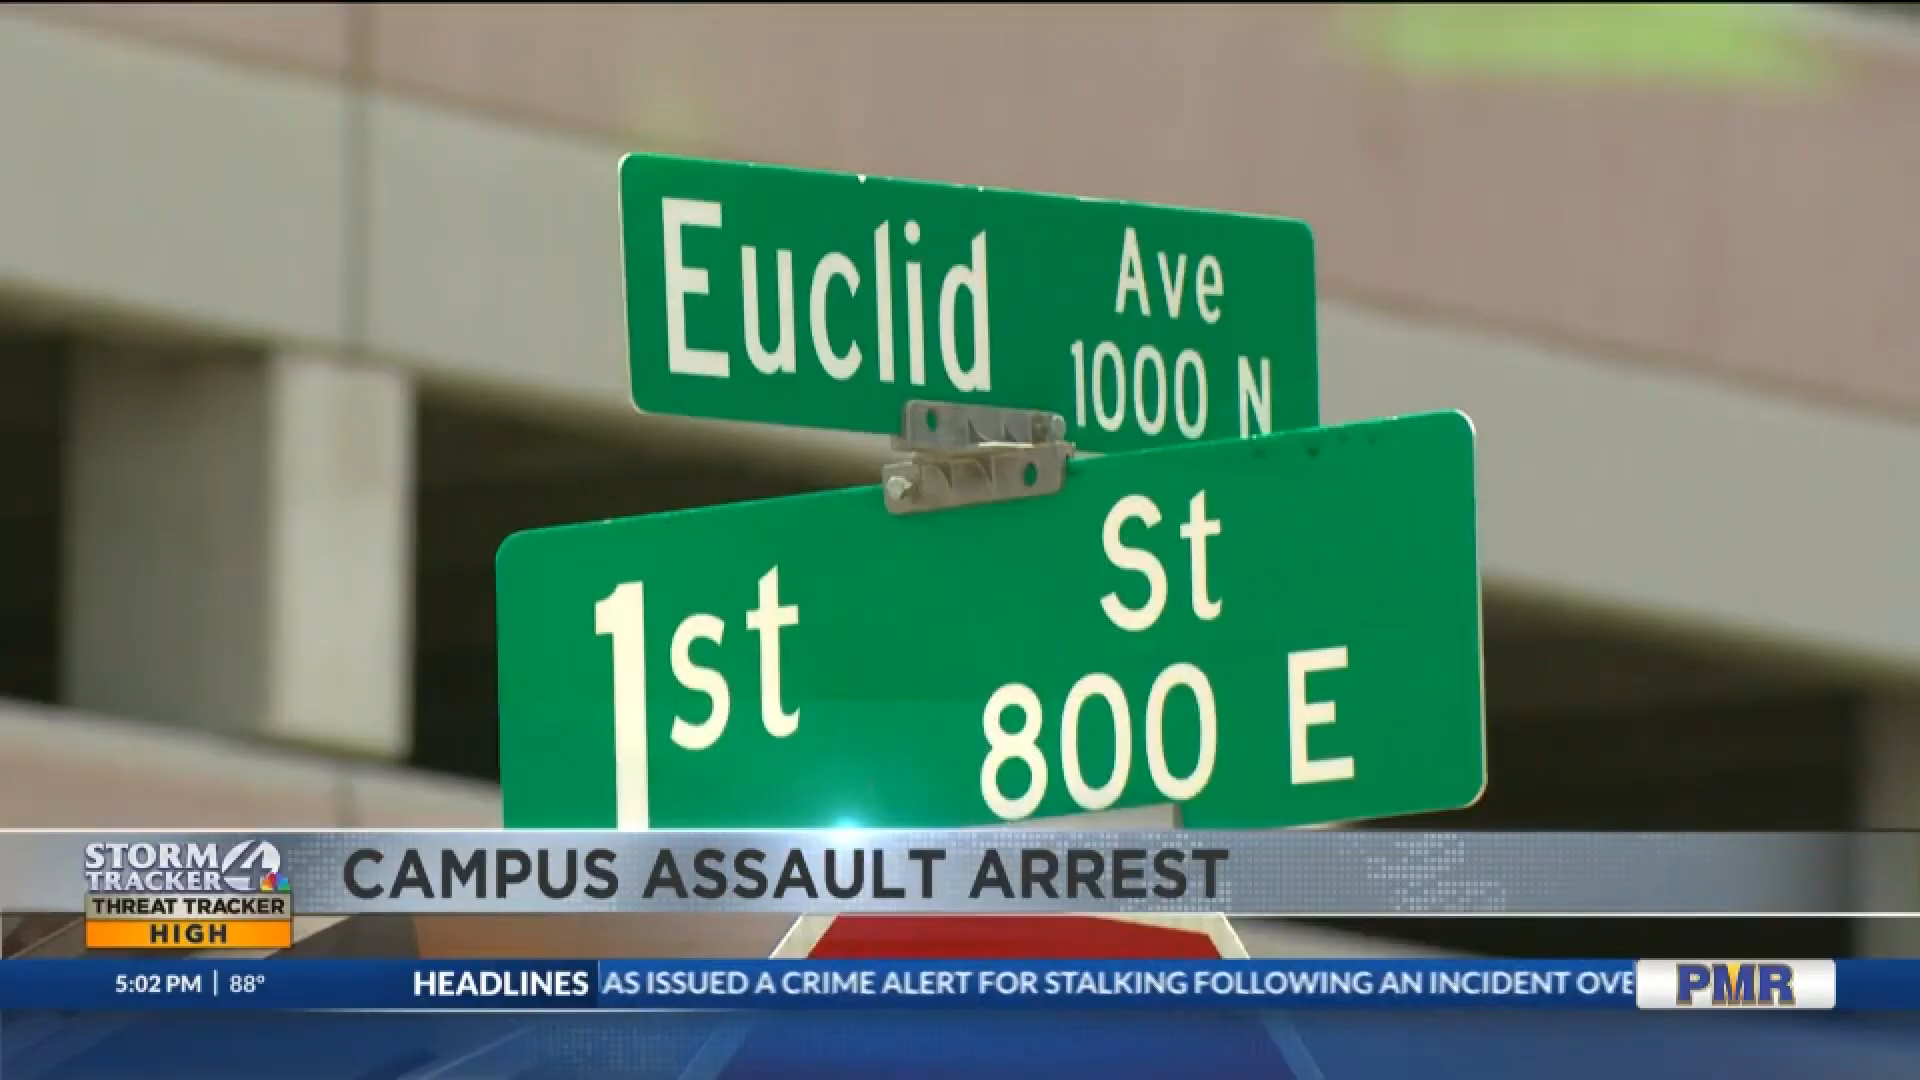 Euclid Ave
1000 N
1st St
800 E
STORM 4
TRACKER
THREAT TRACKER
HIGH
CAMPUS ASSAULT ARREST
5:02 PM | 88°
HEADLINES
AS ISSUED A CRIME ALERT FOR STALKING FOLLOWING AN INCIDENT OVE
PMR